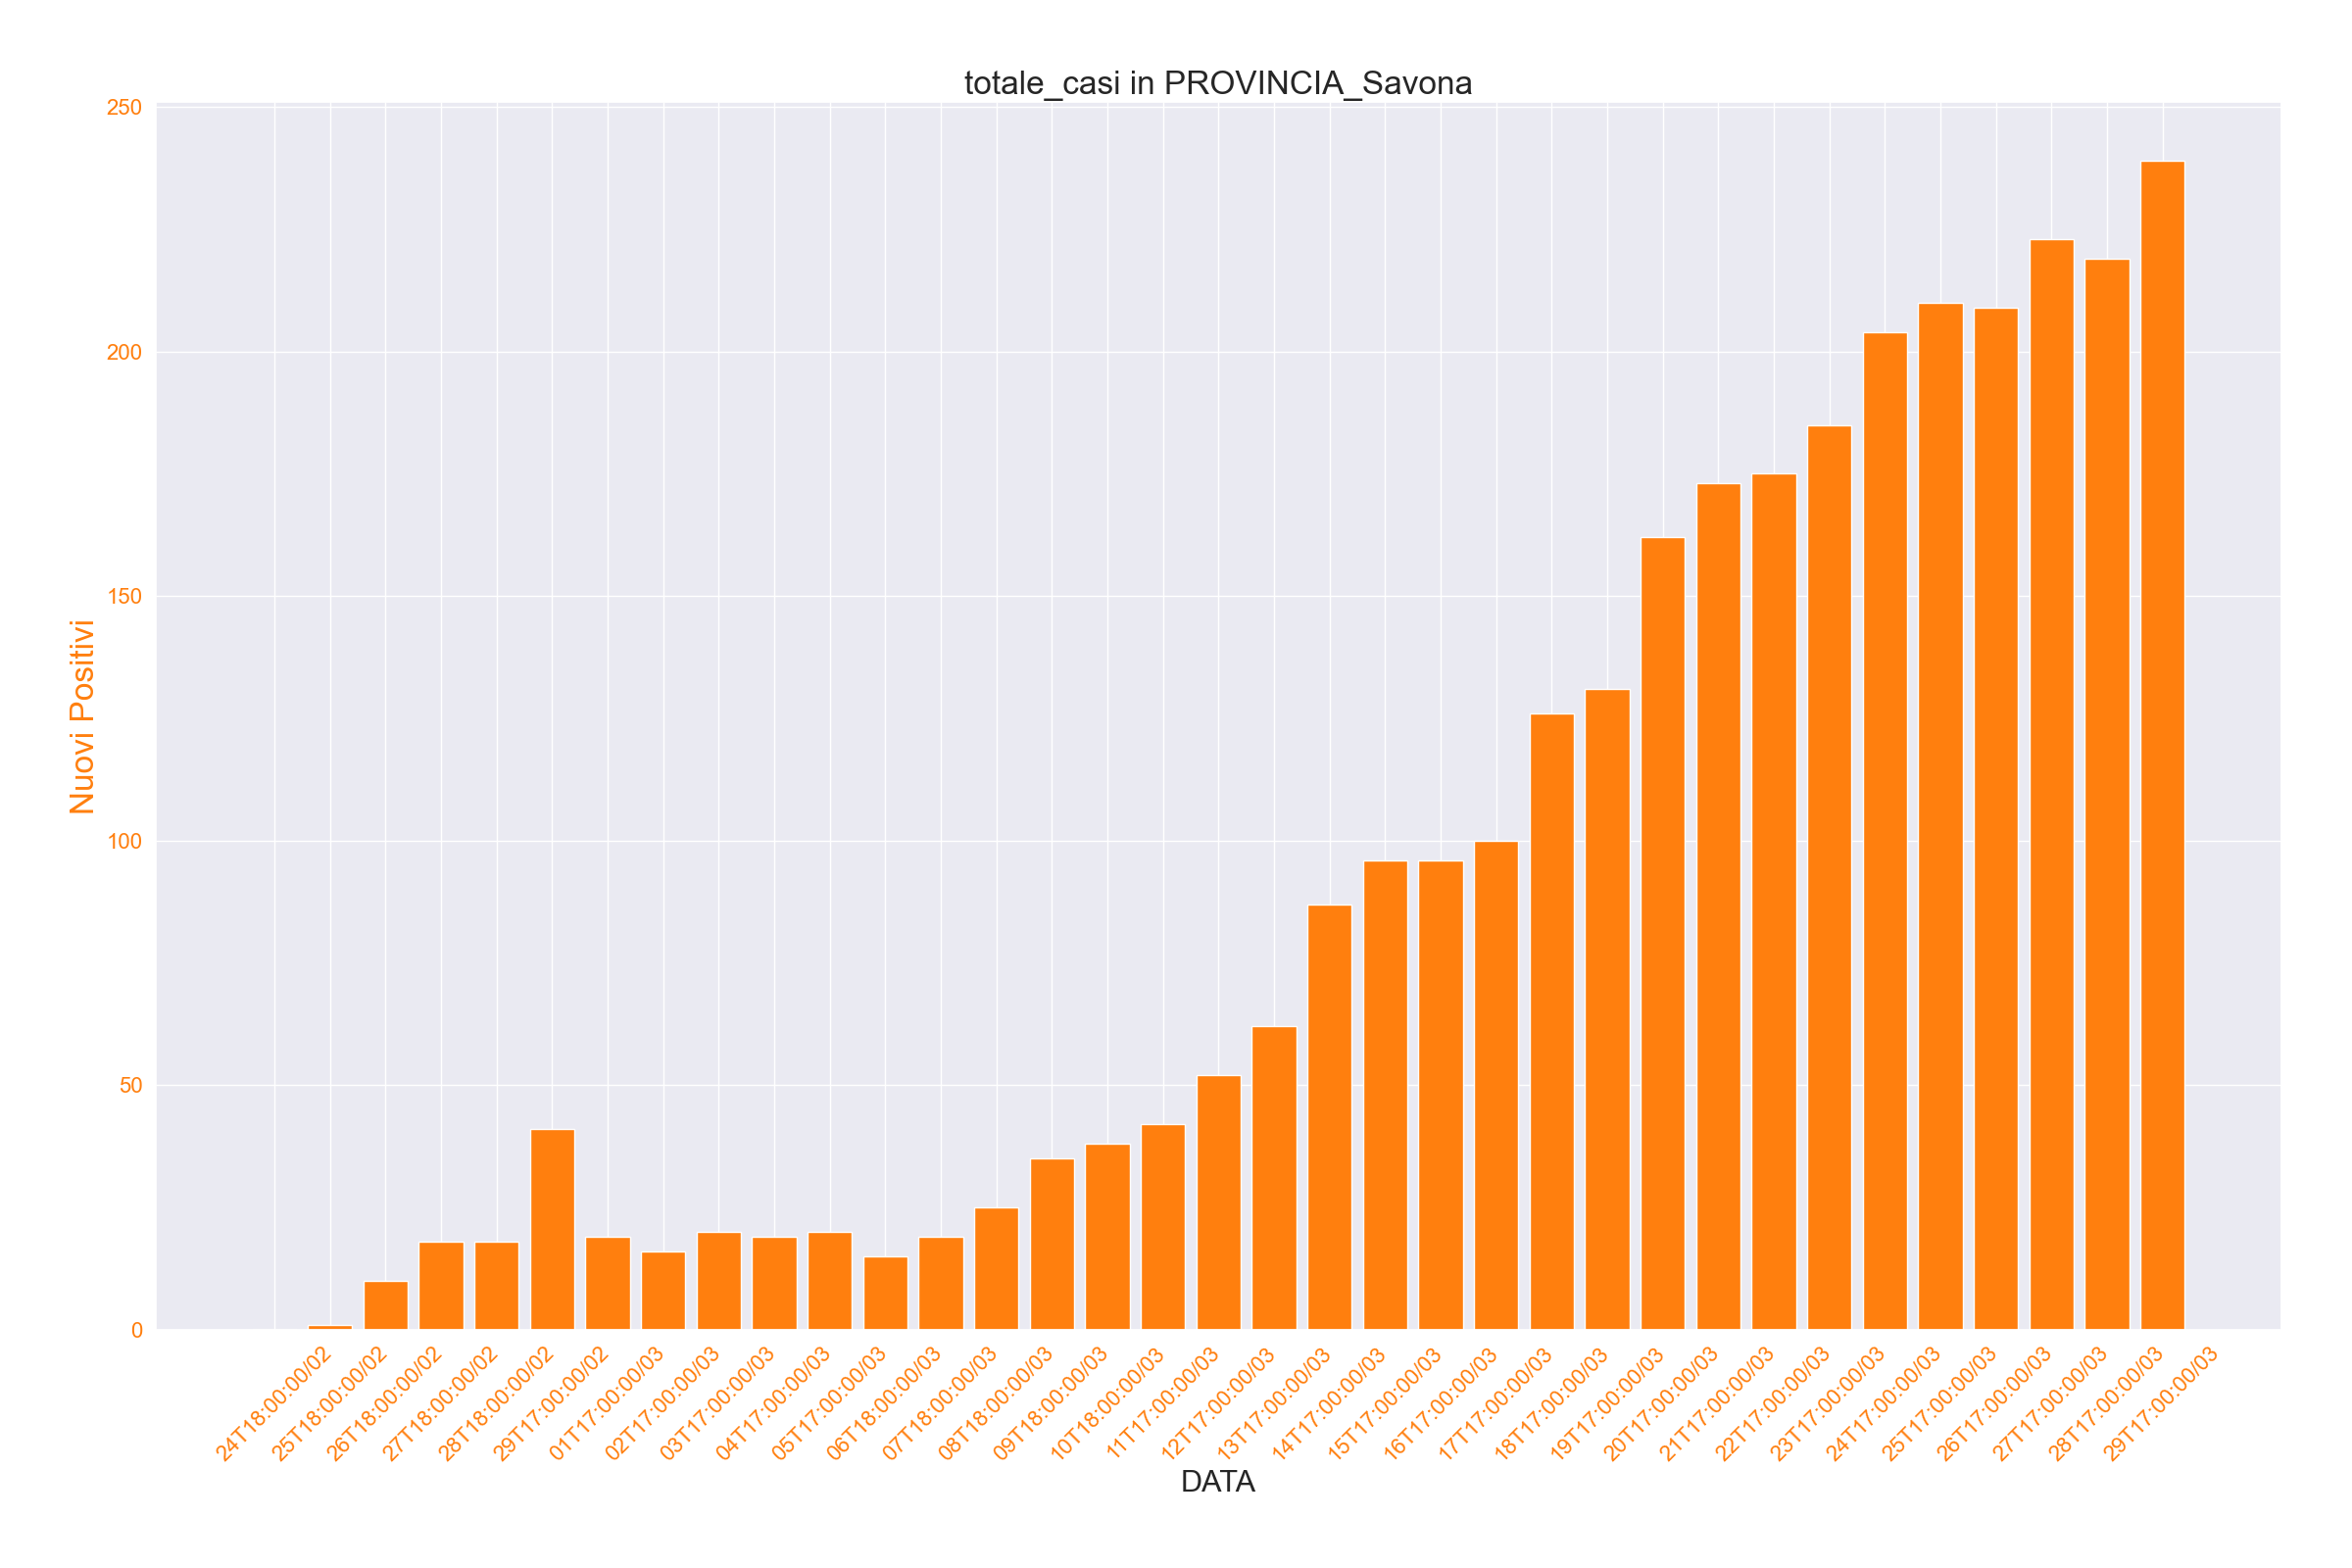 totale_casi in PROVINCIA_Savona
250
200
150
100
50
0
Nuovi Positivi
24T18:00:00/02
25T18:00:00/02
26T18:00:00/02
27T18:00:00/02
28T18:00:00/02
29T17:00:00/02
01T17:00:00/03
02T17:00:00/03
03T17:00:00/03
04T17:00:00/03
05T17:00:00/03
06T18:00:00/03
07T18:00:00/03
08T18:00:00/03
09T18:00:00/03
10T18:00:00/03
11T17:00:00/03
12T17:00:00/03
13T17:00:00/03
14T17:00:00/03
15T17:00:00/03
16T17:00:00/03
17T17:00:00/03
18T17:00:00/03
19T17:00:00/03
20T17:00:00/03
21T17:00:00/03
22T17:00:00/03
23T17:00:00/03
24T17:00:00/03
25T17:00:00/03
26T17:00:00/03
27T17:00:00/03
28T17:00:00/03
29T17:00:00/03
DATA